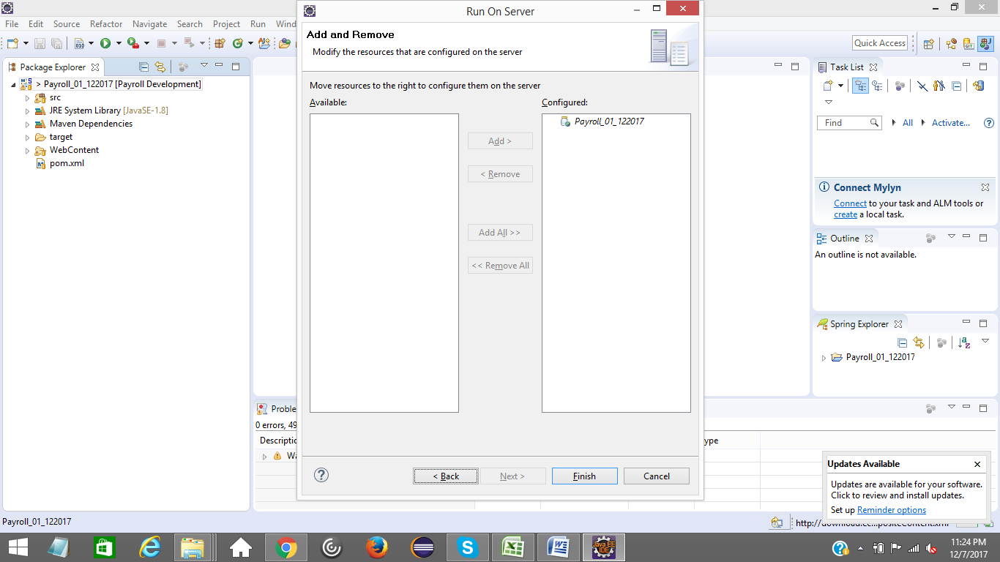 Run On Server
File Edit Source Refactor Navigate Search Project Run Wind
Quick Access
Package Explorer
> Payroll_01_122017 [Payroll Development]
src
JRE System Library [JavaSE-1.8]
Maven Dependencies
target
WebContent
pom.xml
Add and Remove
Modify the resources that are configured on the server
Move resources to the right to configure them on the server
Available:
Configured:
Payroll_01_122017
Add >
< Remove
Add All >>
<< Remove All
< Back
Next >
Finish
Cancel
Task List
Find
All
Activate...
Connect Mylyn
Connect to your task and ALM tools or
create a local task.
Outline
An outline is not available.
Spring Explorer
Payroll_01_122017
Proble
0 errors, 49
Descriptio
ype
Wa
Updates Available
Updates are available for your software.
Click to review and install updates.
Set up Reminder options
Payroll_01_122017
http://download.ec...positeContent.xml
Java EE
IDE
11:24 PM
12/7/2017